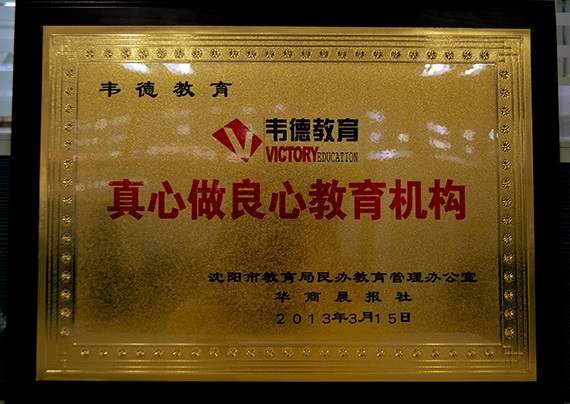 韦德教育
韦德教育
VICTORY EDUCATION
真心做良心教育机构
沈阳市教育局民办教育管理办公室
华商晨报社
2013年3月15日